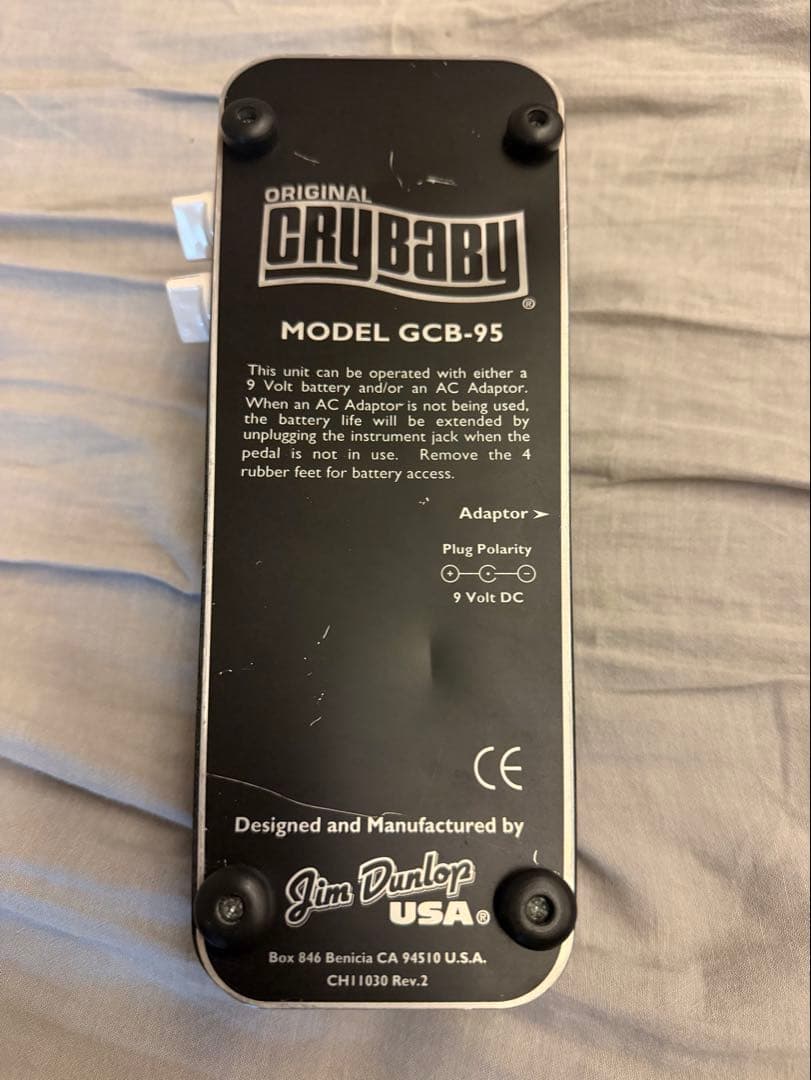 ORIGINAL
CRYBABY
®
MODEL GCB-95
This unit can be operated with either a
9 Volt battery and/or an AC Adaptor.
When an AC Adaptor is not being used,
the battery life will be extended by
unplugging the instrument jack when the
pedal is not in use. Remove the 4
rubber feet for battery access.
Adaptor ➤
Plug Polarity
+ • -
9 Volt DC
CE
Designed and Manufactured by
Jim Dunlop
USA®
Box 846 Benicia CA 94510 U.S.A.
CH11030 Rev.2